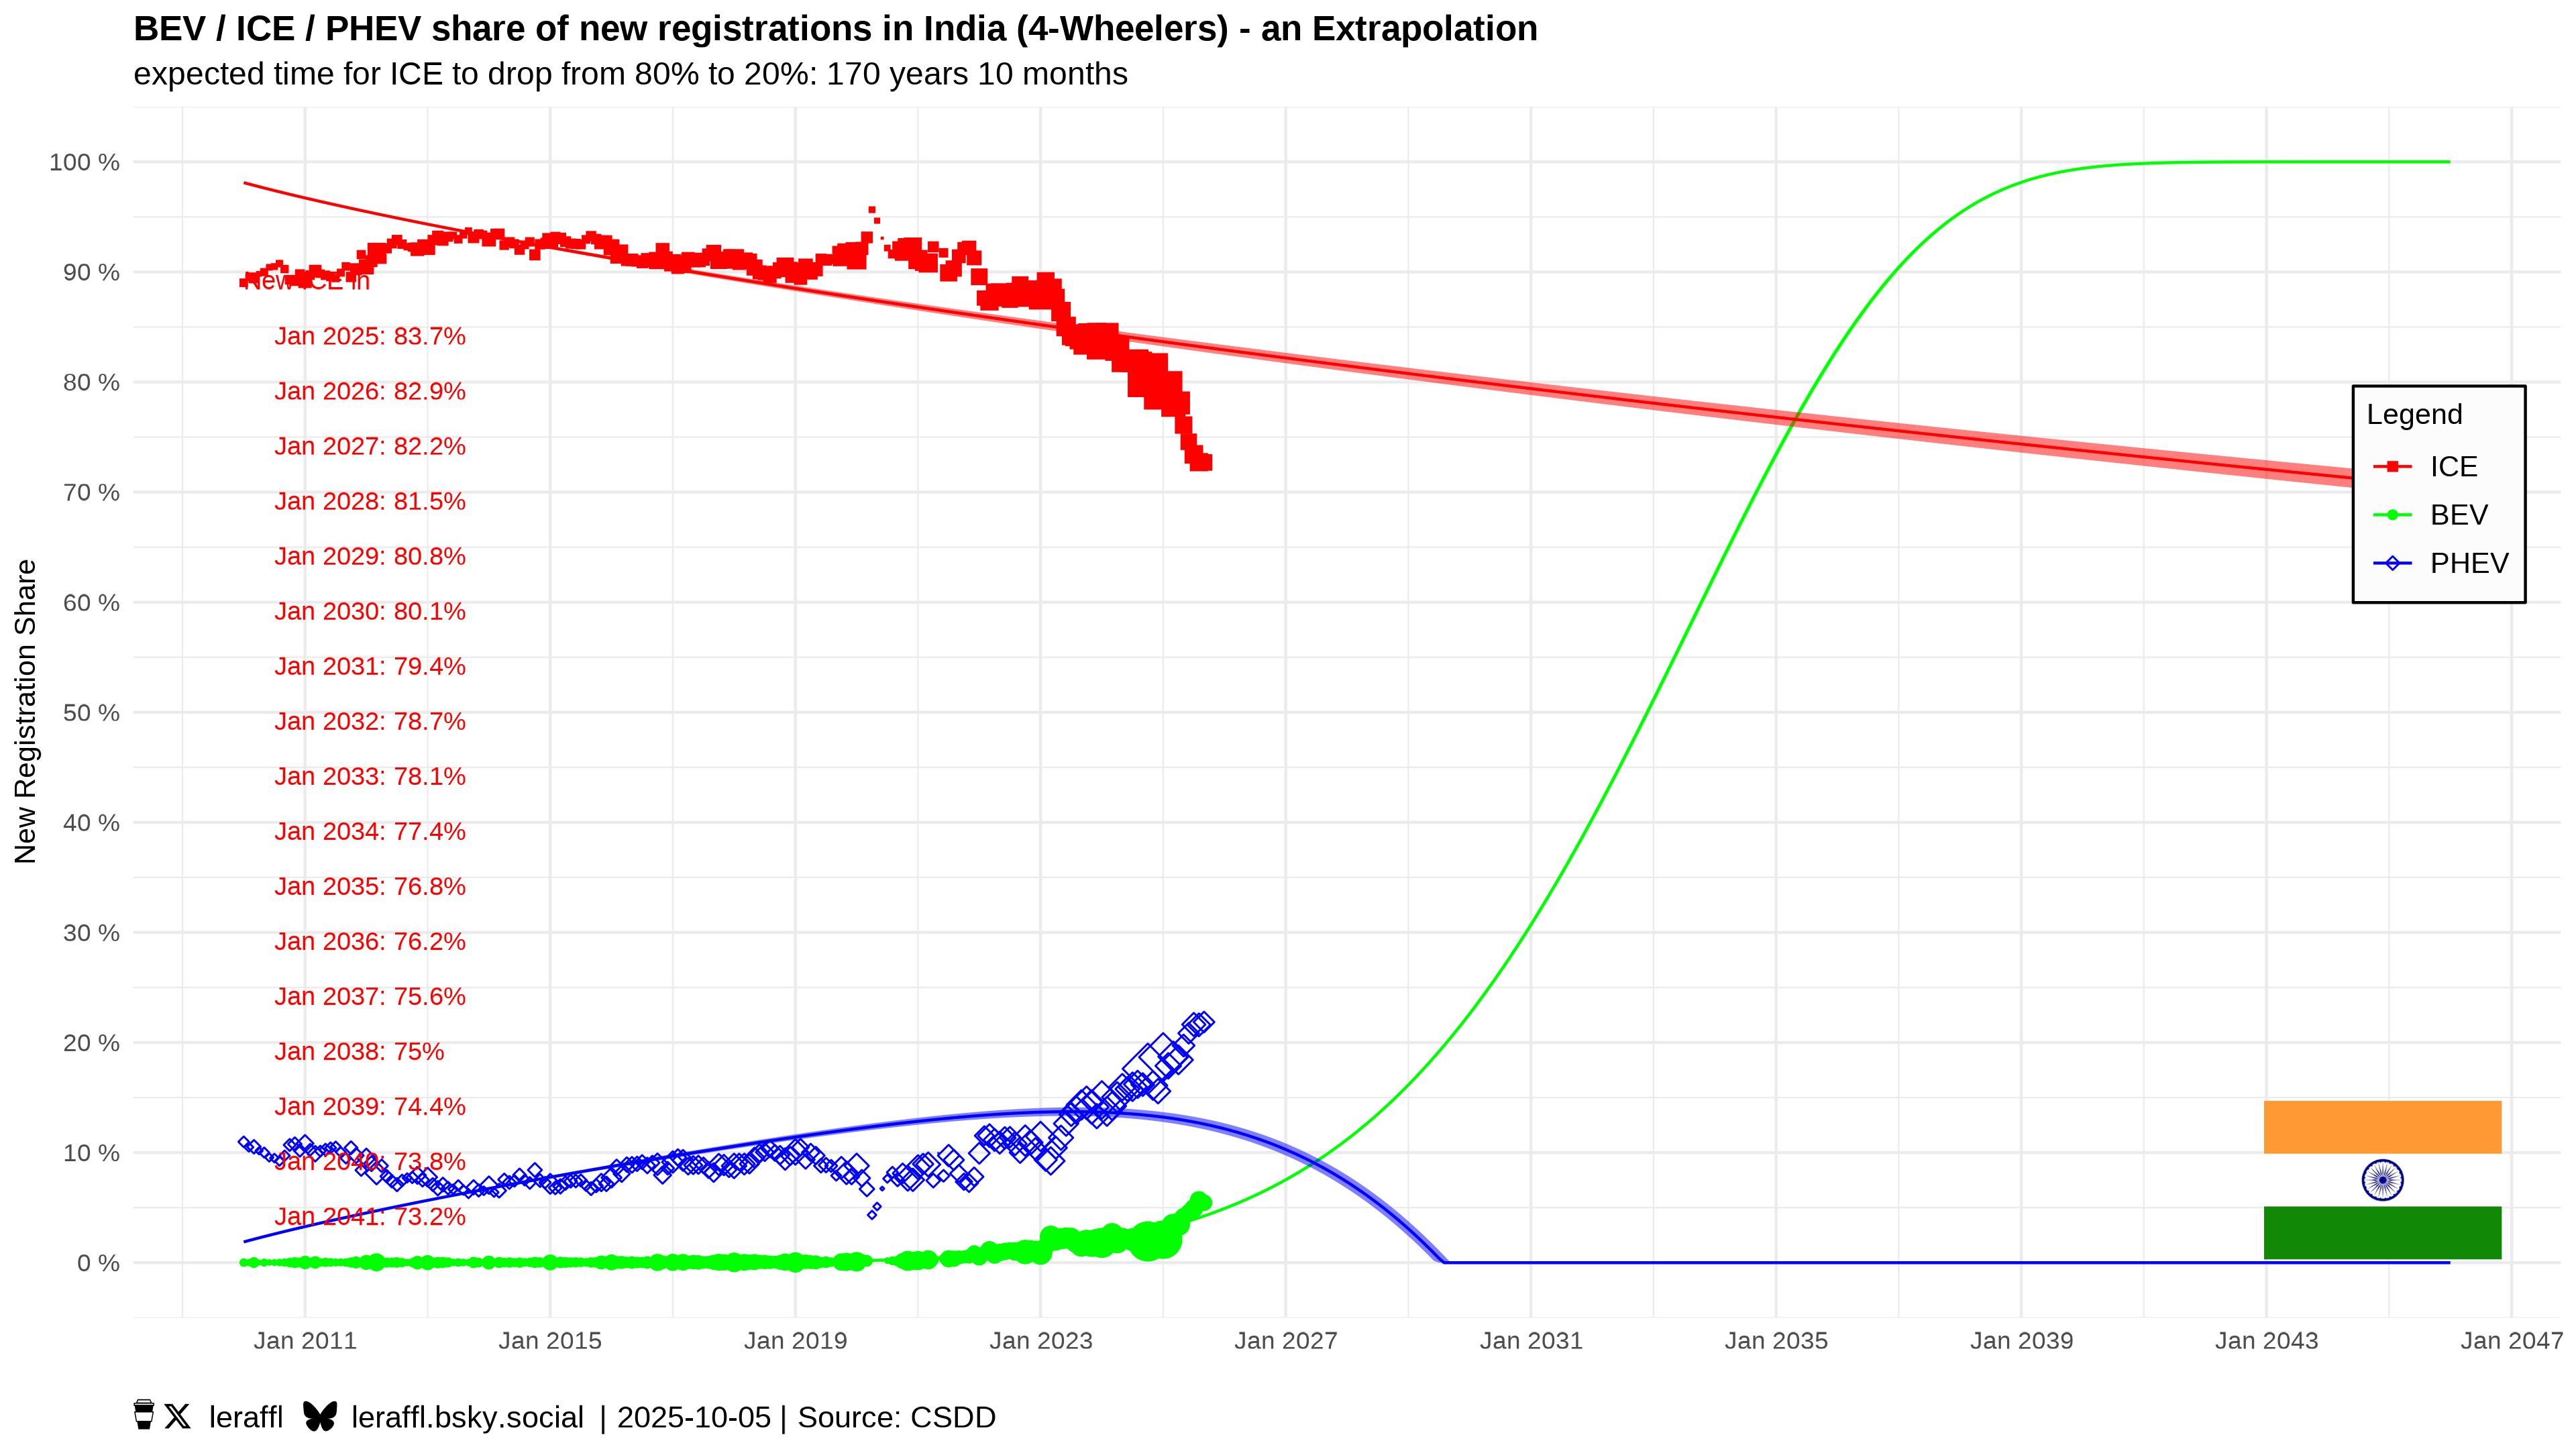 BEV / ICE / PHEV share of new registrations in India (4-Wheelers) - an Extrapolation
expected time for ICE to drop from 80% to 20%: 170 years 10 months
New Registration Share
100 %
90 %
80 %
70 %
60 %
50 %
40 %
30 %
20 %
10 %
0 %
New ICE in
Jan 2025: 83.7%
Jan 2026: 82.9%
Jan 2027: 82.2%
Jan 2028: 81.5%
Jan 2029: 80.8%
Jan 2030: 80.1%
Jan 2031: 79.4%
Jan 2032: 78.7%
Jan 2033: 78.1%
Jan 2034: 77.4%
Jan 2035: 76.8%
Jan 2036: 76.2%
Jan 2037: 75.6%
Jan 2038: 75%
Jan 2039: 74.4%
Jan 2040: 73.8%
Jan 2041: 73.2%
Legend
ICE
BEV
PHEV
Jan 2011
Jan 2015
Jan 2019
Jan 2023
Jan 2027
Jan 2031
Jan 2035
Jan 2039
Jan 2043
Jan 2047
leraffl leraffl.bsky.social | 2025-10-05 | Source: CSDD